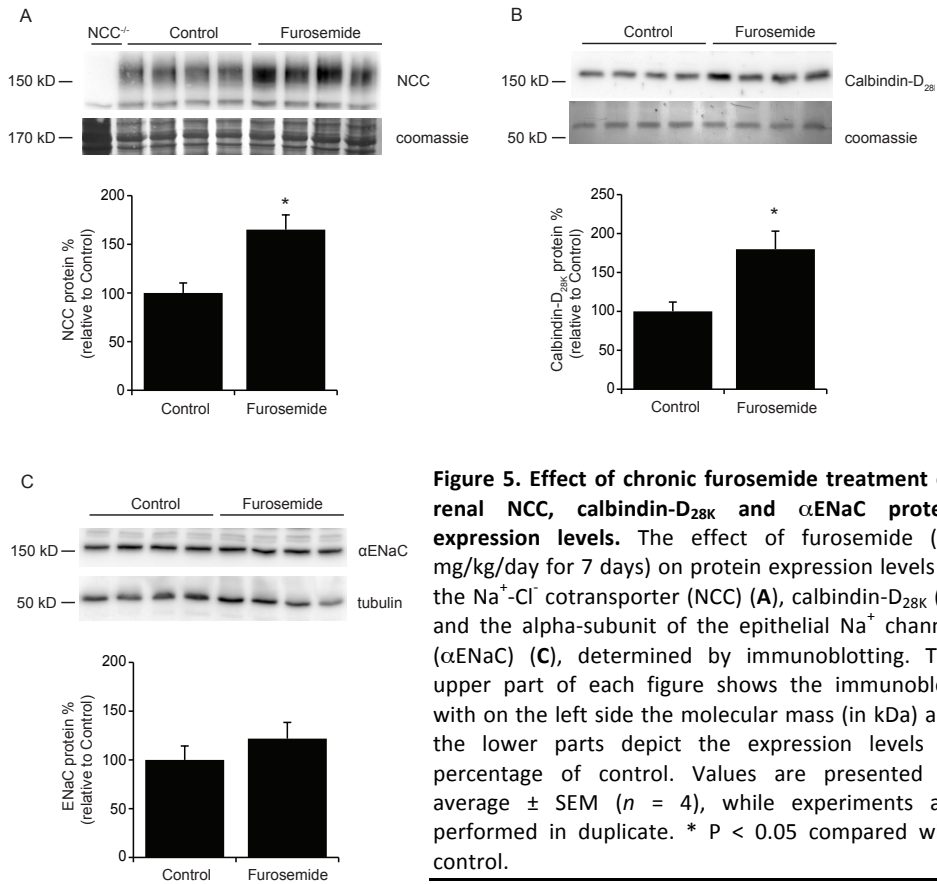 A
NCC-/- Control Furosemide
150 kD NCC
170 kD coomassie
200
150
100
50
0
NCC protein %
(relative to Control)
*
Control Furosemide
B
Control Furosemide
150 kD Calbindin-D28
50 kD coomassie
250
200
150
100
50
0
Calbindin-D28K protein %
(relative to Control)
*
Control Furosemide
C
Control Furosemide
150 kD αENaC
50 kD tubulin
200
150
100
50
0
ENaC protein %
(relative to Control)
Control Furosemide
Figure 5. Effect of chronic furosemide treatment
renal NCC, calbindin-D28K and αENaC
expression levels. The effect of furosemide
mg/kg/day for 7 days) on protein expression levels
the Na+-Cl- cotransporter (NCC) (A), calbindin-D28K
and the alpha-subunit of the epithelial Na+
(αENaC) (C), determined by immunoblotting.
upper part of each figure shows the
with on the left side the molecular mass (in kDa)
the lower parts depict the expression levels
percentage of control. Values are presented
average ± SEM (n = 4), while experiments
performed in duplicate. * P < 0.05 compared
control.